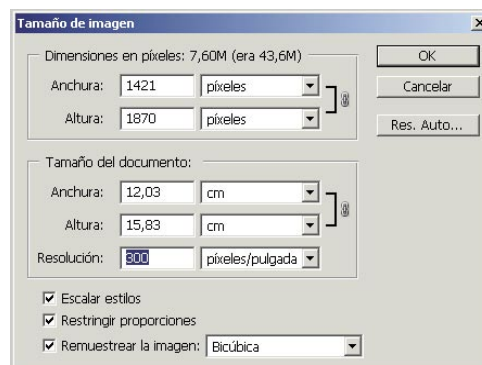 Tamaño de imagen
Dimensiones en píxeles: 7,60M (era 43,6M)
Anchura: 1421 píxeles
Altura: 1870 píxeles
OK
Cancelar
Res. Auto...
Tamaño del documento:
Anchura: 12,03 cm
Altura: 15,83 cm
Resolución: 300 píxeles/pulgada
Escalar estilos
Restringir proporciones
Remuestrear la imagen: Bicúbica